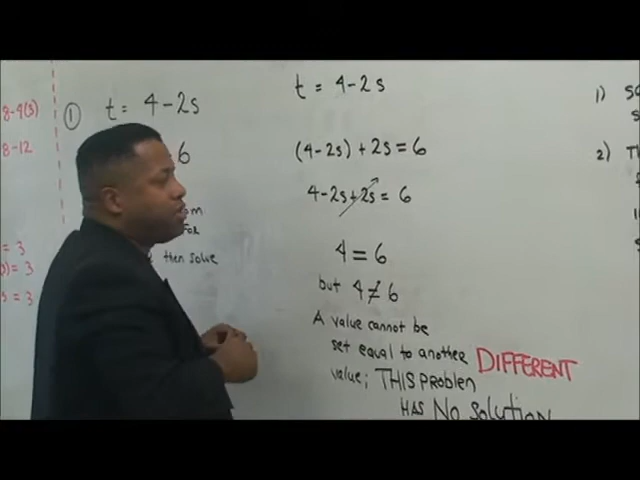 8-4(3)
8-12
= 3
= 3
= 3
1 t = 4-2s
6
then solve
t = 4-2s
(4-2s) + 2s = 6
4-2s+2s = 6
4 = 6
but 4 ≠ 6
A value cannot be
set equal to another DIFFERENT
value; THIS Problem
HAS No Solution
1)
2)